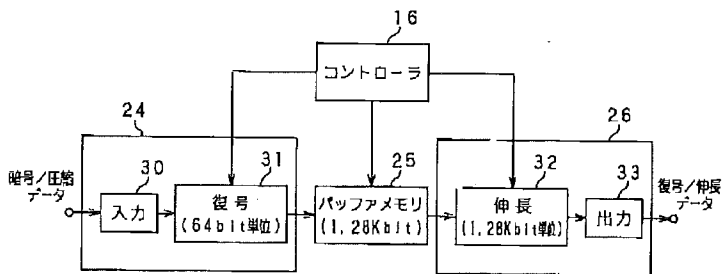 16
コントローラ
24
26
暗号/圧縮
データ
30
入力
31
復号
(64bit単位)
25
バッファメモリ
(1,28Kbit)
32
伸長
(1,28Kbit単位)
33
出力
復号/伸長
データ